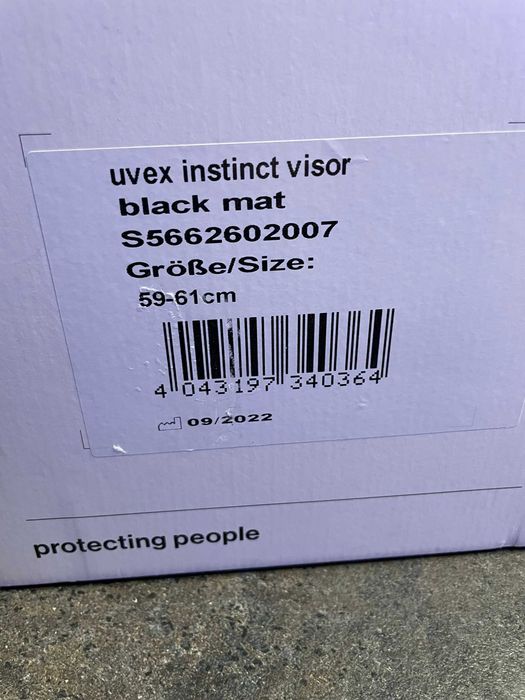 uvex instinct visor
black mat
S5662602007
Größe/Size:
59-61cm
4 043197 340364
09/2022
protecting people